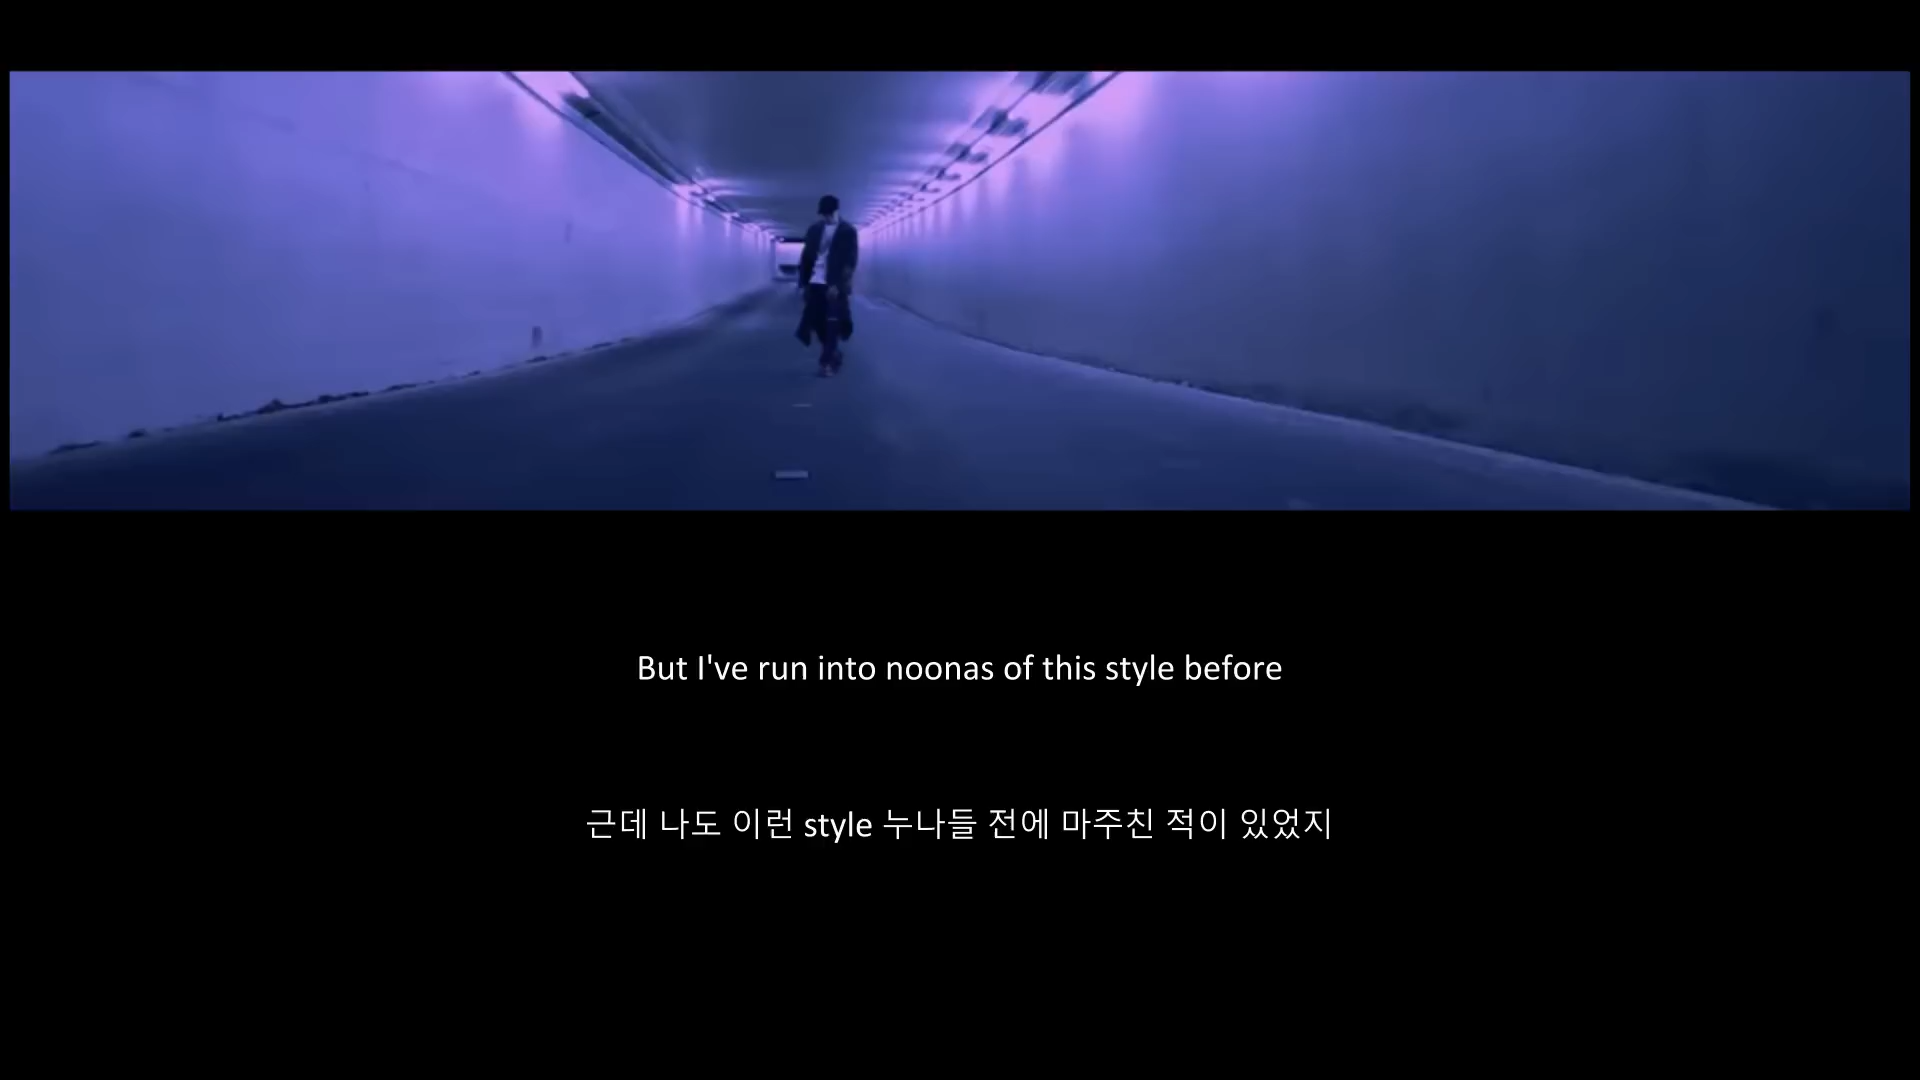 But I've run into noonas of this style before
근데 나도 이런 style 누나들 전에 마주친 적이 있었지